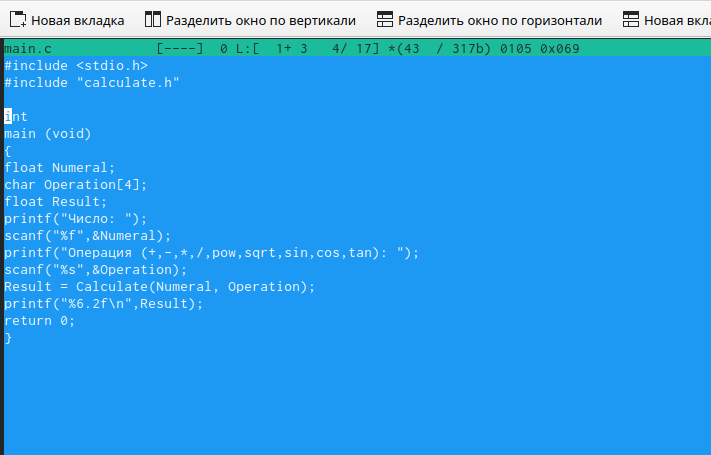 Новая вкладка Разделить окно по вертикали Разделить окно по горизонтали Новая вкл
main.c [----] 0 L:[ 1+ 3 4/ 17] *(43 / 317b) 0105 0x069
#include <stdio.h>
#include "calculate.h"
int
main (void)
{
float Numeral;
char Operation[4];
float Result;
printf("Число: ");
scanf("%f",&Numeral);
printf("Операция (+,-,*,/,pow,sqrt,sin,cos,tan): ");
scanf("%s",&Operation);
Result = Calculate(Numeral, Operation);
printf("%6.2f\n",Result);
return 0;
}